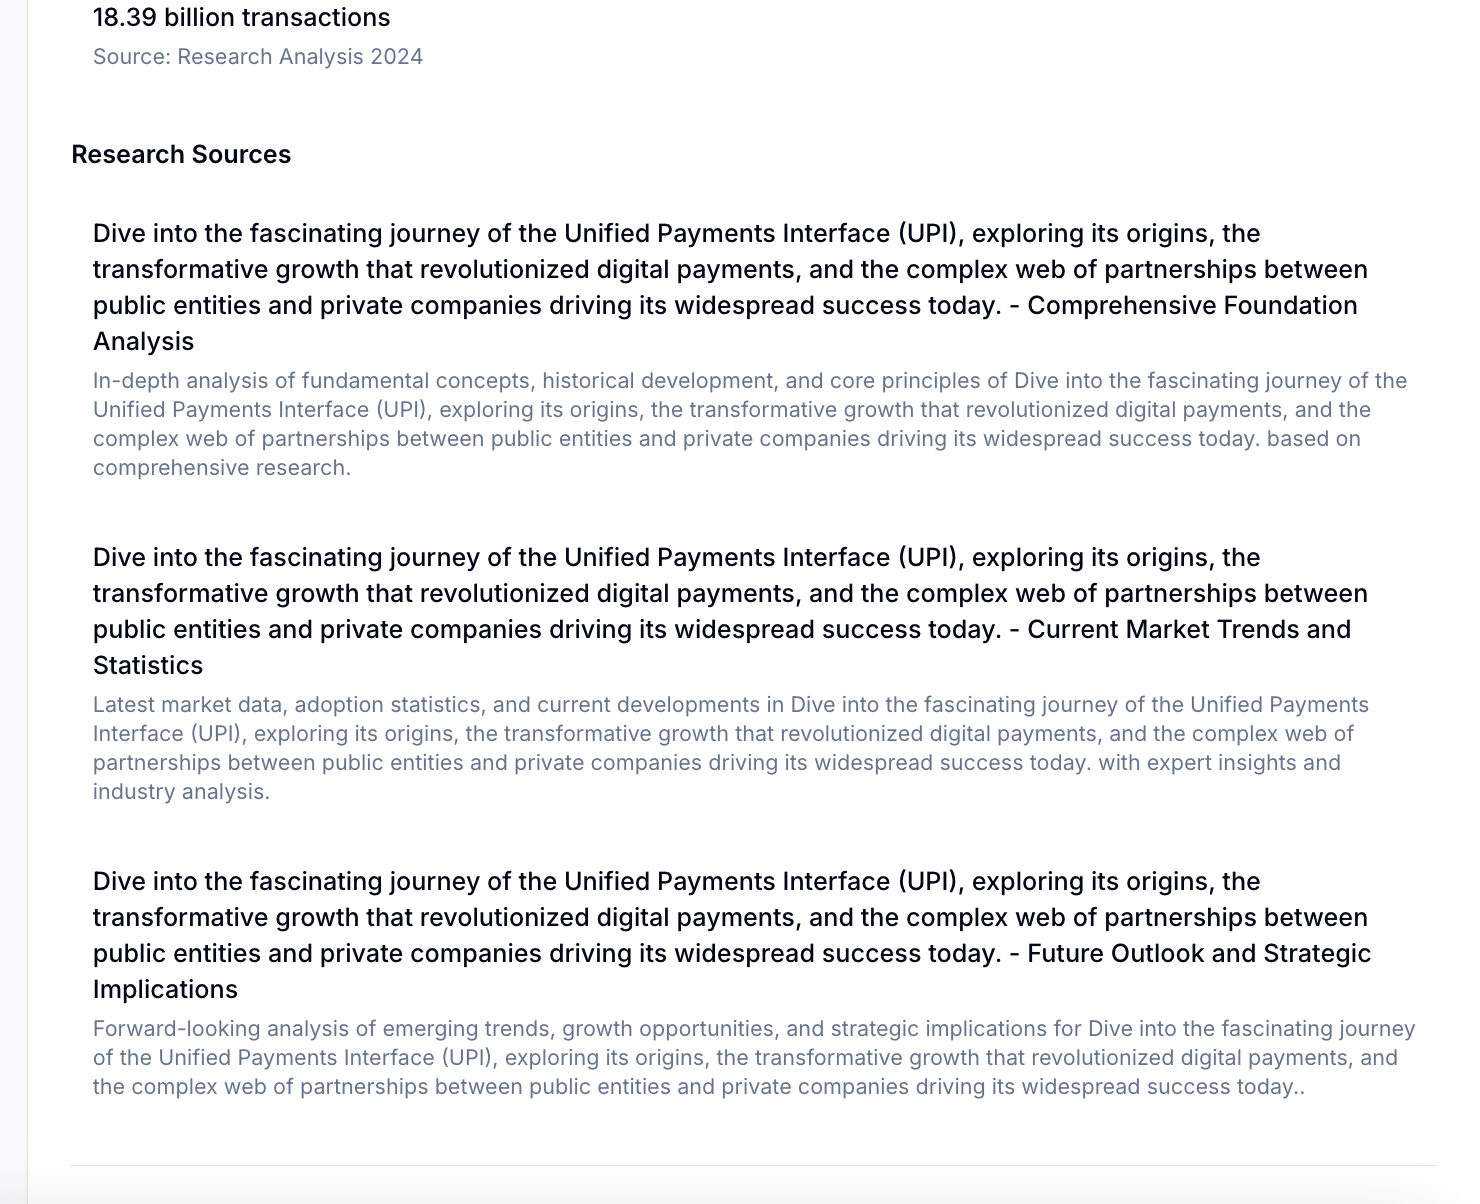 18.39 billion transactions
Source: Research Analysis 2024
Research Sources
Dive into the fascinating journey of the Unified Payments Interface (UPI), exploring its origins, the
transformative growth that revolutionized digital payments, and the complex web of partnerships between
public entities and private companies driving its widespread success today. - Comprehensive Foundation
Analysis
In-depth analysis of fundamental concepts, historical development, and core principles of Dive into the fascinating journey of the
Unified Payments Interface (UPI), exploring its origins, the transformative growth that revolutionized digital payments, and the
complex web of partnerships between public entities and private companies driving its widespread success today. based on
comprehensive research.
Dive into the fascinating journey of the Unified Payments Interface (UPI), exploring its origins, the
transformative growth that revolutionized digital payments, and the complex web of partnerships between
public entities and private companies driving its widespread success today. - Current Market Trends and
Statistics
Latest market data, adoption statistics, and current developments in Dive into the fascinating journey of the Unified Payments
Interface (UPI), exploring its origins, the transformative growth that revolutionized digital payments, and the complex web of
partnerships between public entities and private companies driving its widespread success today. with expert insights and
industry analysis.
Dive into the fascinating journey of the Unified Payments Interface (UPI), exploring its origins, the
transformative growth that revolutionized digital payments, and the complex web of partnerships between
public entities and private companies driving its widespread success today. - Future Outlook and Strategic
Implications
Forward-looking analysis of emerging trends, growth opportunities, and strategic implications for Dive into the fascinating journey
of the Unified Payments Interface (UPI), exploring its origins, the transformative growth that revolutionized digital payments, and
the complex web of partnerships between public entities and private companies driving its widespread success today..